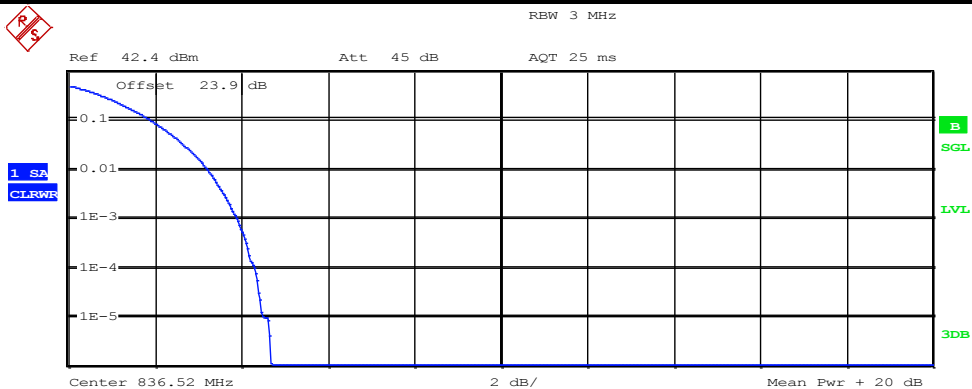 RBW 3 MHz
R
S
Ref 42.4 dBm Att 45 dB AQT 25 ms
Offset 23.9 dB
0.1
B
SGL
0.01
1 SA
CLRWR
1E-3
LVL
1E-4
1E-5
3DB
Center 836.52 MHz 2 dB/ Mean Pwr + 20 dB